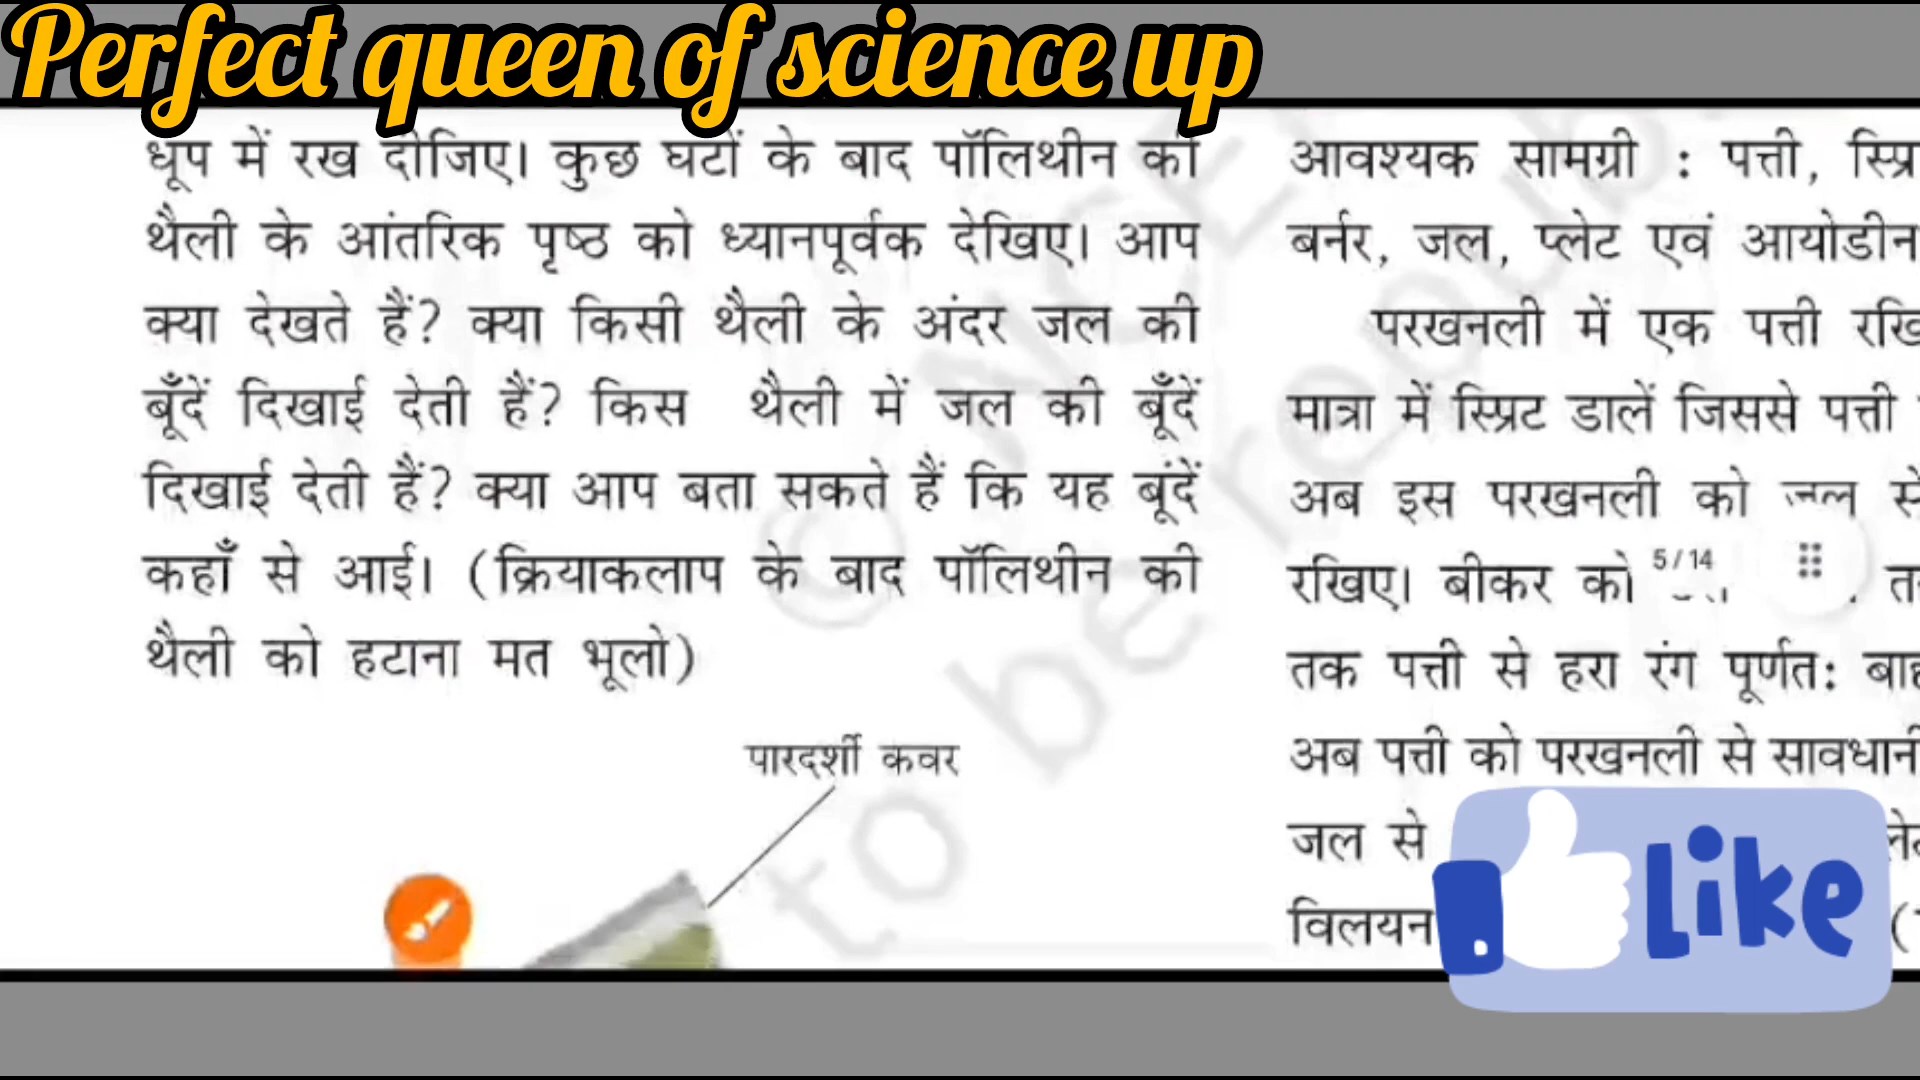 Perfect queen of science up
धूप में रख दीजिए। कुछ घंटों के बाद पॉलिथीन की
थैली के आंतरिक पृष्ठ को ध्यानपूर्वक देखिए। आप
क्या देखते हैं? क्या किसी थैली के अंदर जल की
बूँदें दिखाई देती हैं? किस थैली में जल की बूँदें
दिखाई देती हैं? क्या आप बता सकते हैं कि यह बूंदें
कहाँ से आई। (क्रियाकलाप के बाद पॉलिथीन की
थैली को हटाना मत भूलो)
पारदर्शी कवर
आवश्यक सामग्री : पत्ती,
बर्नर, जल, प्लेट एवं आयोडीन
परखनली में एक पत्ती
मात्रा में स्प्रिट डालें जिससे पत्ती
अब इस परखनली को जल से
रखिए। बीकर को
5/14
तक पत्ती से हरा रंग पूर्णत:
अब पत्ती को परखनली से
जल से
विलयन
Like